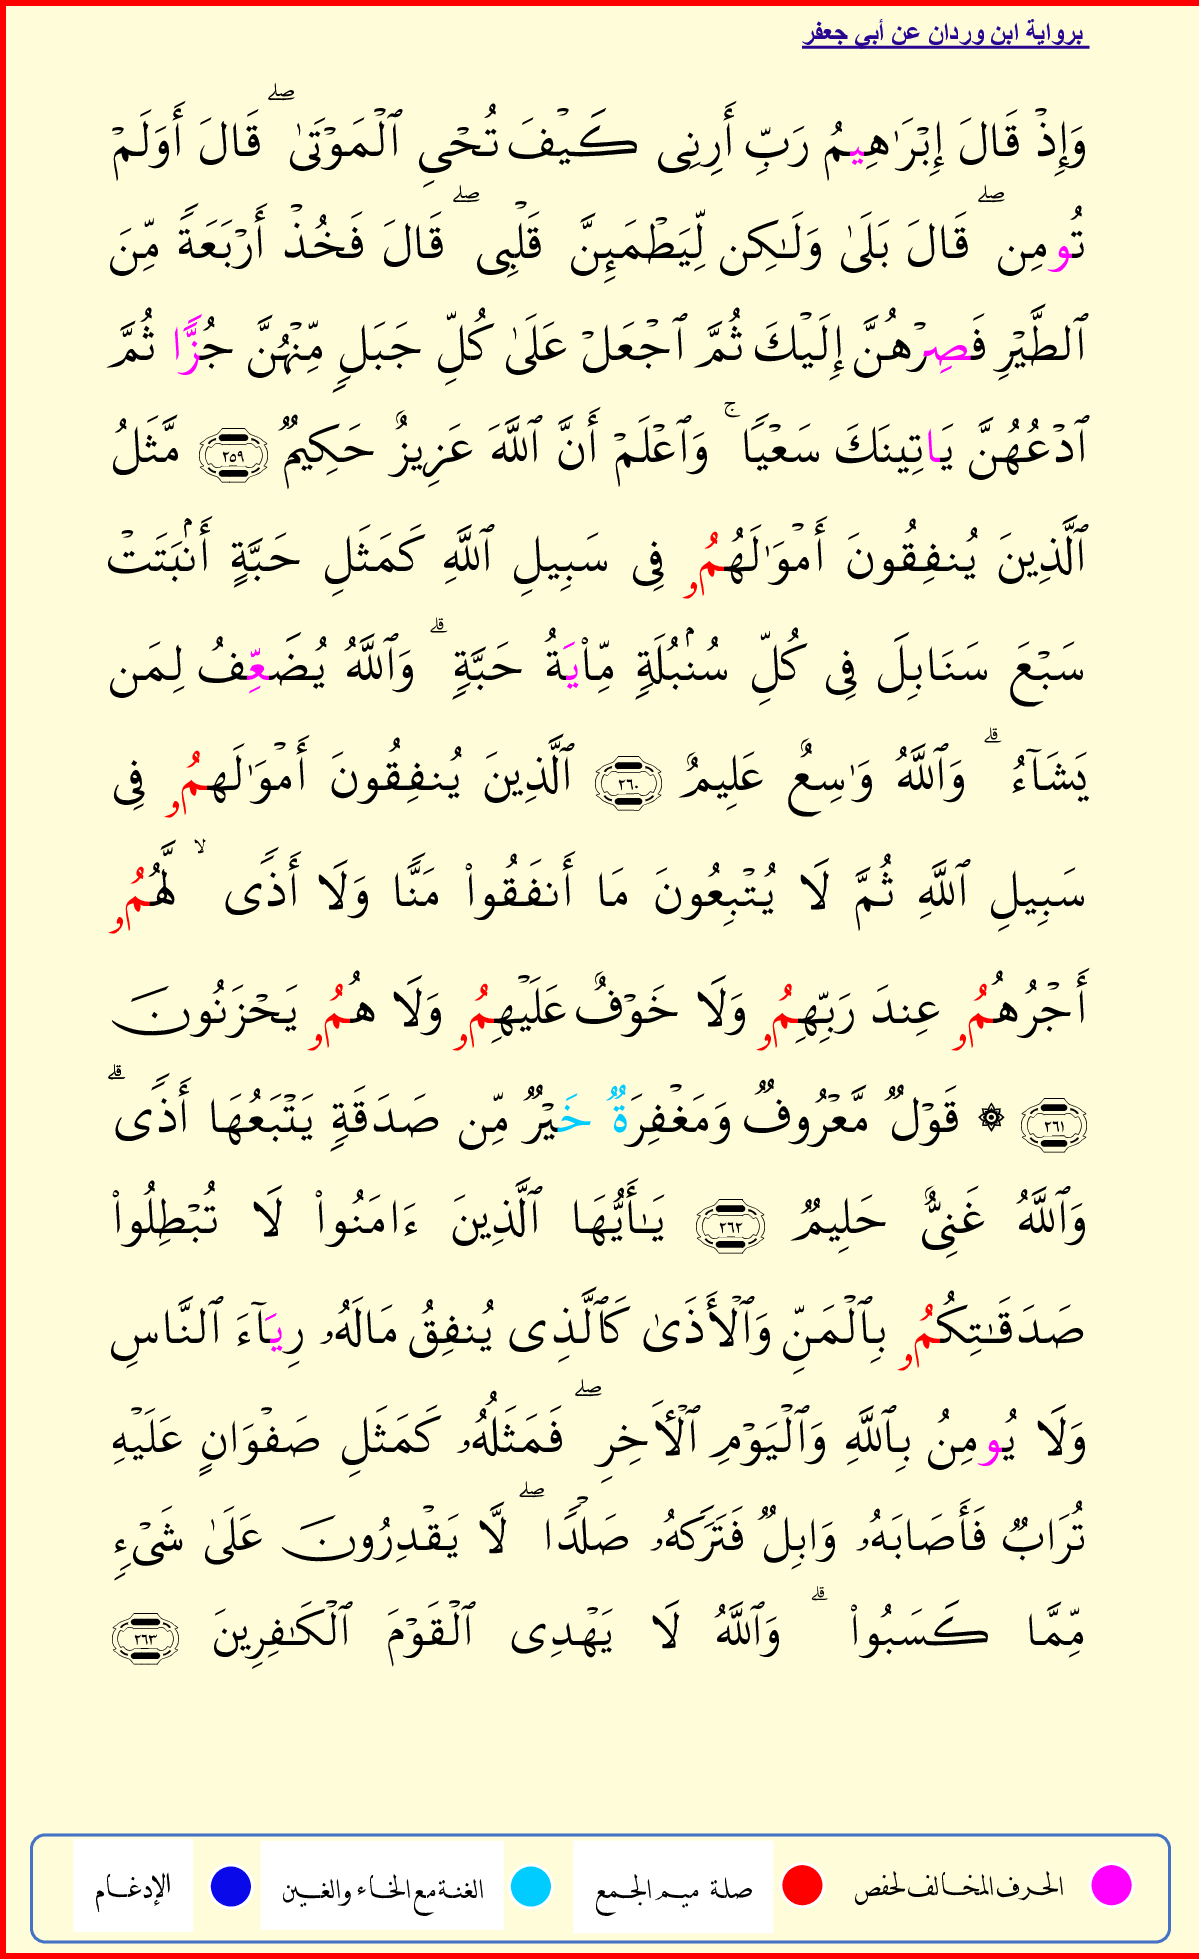 برواية ابن وردان عن أبي جعفر
وَإِذۡ قَالَ إِبۡرَٰهِيمُ رَبِّ أَرِنِى كَيۡفَ تُحۡىِ ٱلۡمَوۡتَىٰۖ قَالَ أَوَلَمۡ
تُومِنۖ قَالَ بَلَىٰ وَلَٰكِن لِّيَطۡمَئِنَّ قَلۡبِىۖ قَالَ فَخُذۡ أَرۡبَعَةً مِّنَ
ٱلطَّيۡرِ فَصِرۡهُنَّ إِلَيۡكَ ثُمَّ ٱجۡعَلۡ عَلَىٰ كُلِّ جَبَلٍ مِّنۡهُنَّ جُزًّا ثُمَّ
ٱدۡعُهُنَّ يَاتِينَكَ سَعۡيًاۚ وَٱعۡلَمۡ أَنَّ ٱللَّهَ عَزِيزٌ حَكِيمٌ ٢٥٩ مَّثَلُ
ٱلَّذِينَ يُنفِقُونَ أَمۡوَٰلَهُمُۥ فِى سَبِيلِ ٱللَّهِ كَمَثَلِ حَبَّةٍ أَنۢبَتَتۡ
سَبۡعَ سَنَابِلَ فِى كُلِّ سُنۢبُلَةٍ مِّاْيَةُ حَبَّةٍۗ وَٱللَّهُ يُضَعِّفُ لِمَن
يَشَآءُۗ وَٱللَّهُ وَٰسِعٌ عَلِيمٌ ٢٦٠ ٱلَّذِينَ يُنفِقُونَ أَمۡوَٰلَهُمُۥ فِى
سَبِيلِ ٱللَّهِ ثُمَّ لَا يُتۡبِعُونَ مَا أَنفَقُواْ مَنًّا وَلَا أَذًىۙ لَّهُمُۥ
أَجۡرُهُمُۥ عِندَ رَبِّهِمُۥ وَلَا خَوۡفٌ عَلَيۡهِمُۥ وَلَا هُمُۥ يَحۡزَنُونَ
٢٦١ ۞ قَوۡلٌ مَّعۡرُوفٌ وَمَغۡفِرَةٌ خَيۡرٌ مِّن صَدَقَةٍ يَتۡبَعُهَا أَذًىۗ
وَٱللَّهُ غَنِىٌّ حَلِيمٌ ٢٦٢ يَٰأَيُّهَا ٱلَّذِينَ ءَامَنُواْ لَا تُبۡطِلُواْ
صَدَقَٰتِكُمُۥ بِٱلۡمَنِّ وَٱلۡأَذَىٰ كَٱلَّذِى يُنفِقُ مَالَهُۥ رِيَآءَ ٱلنَّاسِ
وَلَا يُومِنُ بِٱللَّهِ وَٱلۡيَوۡمِ ٱلۡأَخِرِۖ فَمَثَلُهُۥ كَمَثَلِ صَفۡوَانٍ عَلَيۡهِ
تُرَابٌ فَأَصَابَهُۥ وَابِلٌ فَتَرَكَهُۥ صَلۡدًاۖ لَّا يَقۡدِرُونَ عَلَىٰ شَىۡءٍ
مِّمَّا كَسَبُواْۗ وَٱللَّهُ لَا يَهۡدِى ٱلۡقَوۡمَ ٱلۡكَٰفِرِينَ ٢٦٣
الحرف المخالف لحفص صلة ميم الجمع الغنة مع الخاء والغين الإدغام